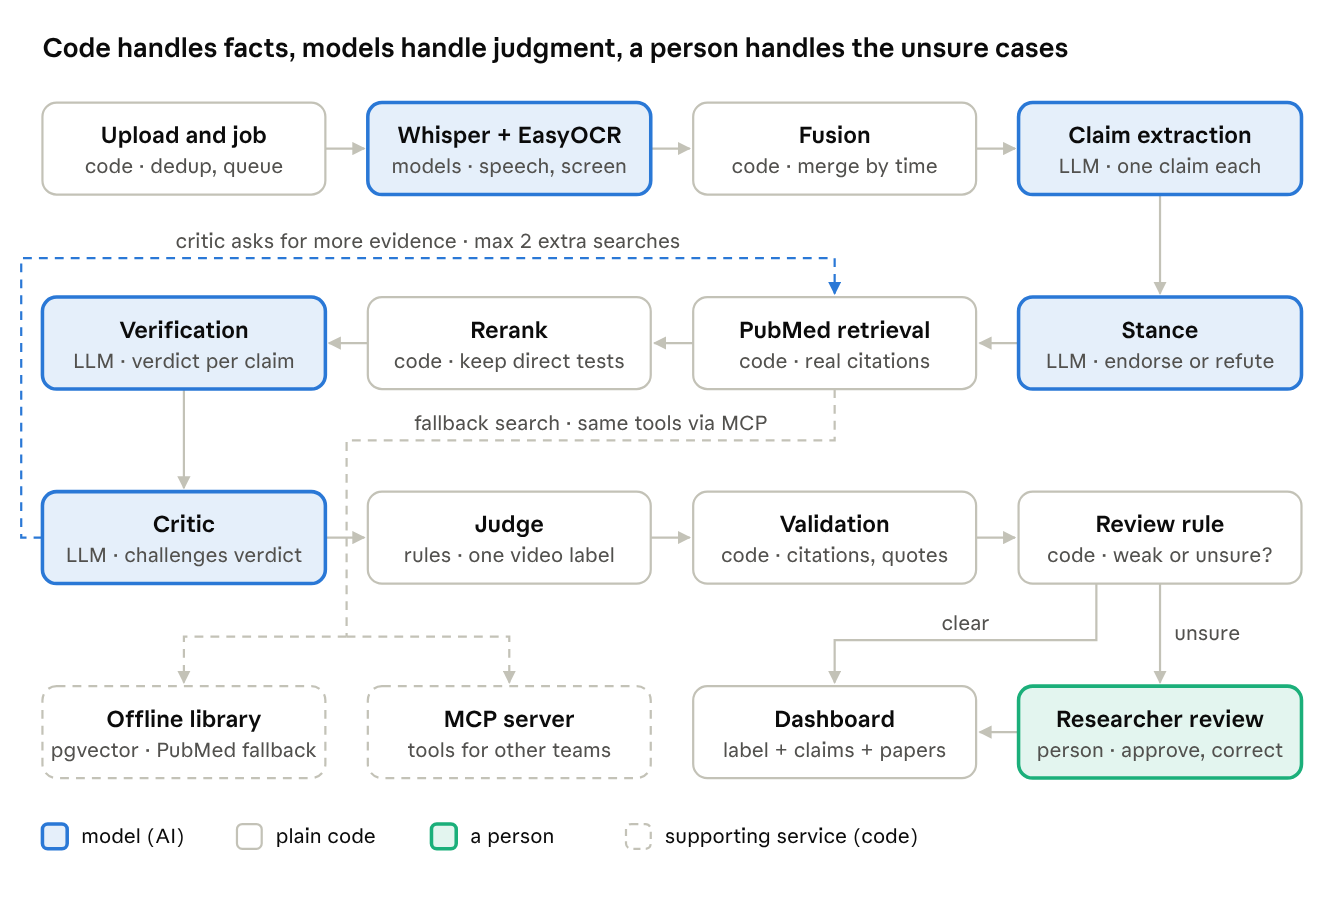 Code handles facts, models handle judgment, a person handles the unsure cases
Upload and job
code · dedup, queue
Whisper + EasyOCR
models · speech, screen
Fusion
code · merge by time
Claim extraction
LLM · one claim each
critic asks for more evidence · max 2 extra searches
Verification
LLM · verdict per claim
Rerank
code · keep direct tests
PubMed retrieval
code · real citations
Stance
LLM · endorse or refute
fallback search · same tools via MCP
Critic
LLM · challenges verdict
Judge
rules · one video label
Validation
code · citations, quotes
Review rule
code · weak or unsure?
clear
unsure
Offline library
pgvector · PubMed fallback
MCP server
tools for other teams
Dashboard
label + claims + papers
Researcher review
person · approve, correct
model (AI)
plain code
a person
supporting service (code)